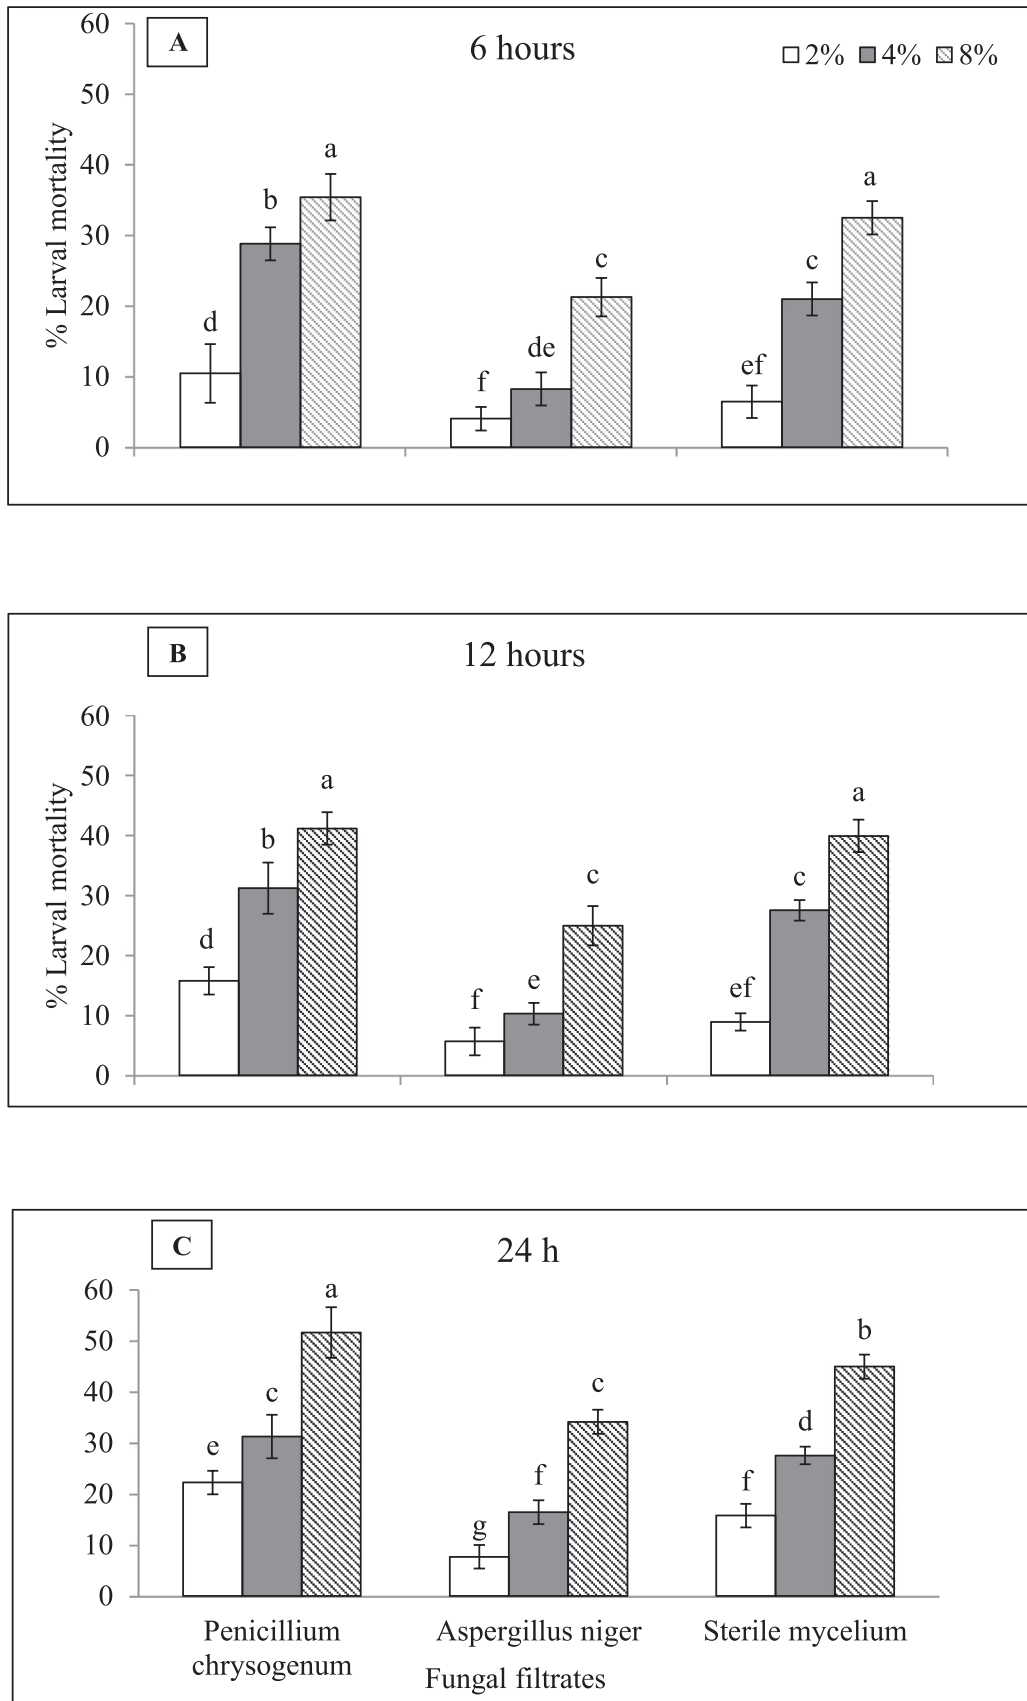 A
6 hours
2% 4% 8%
% Larval mortality
60
50
40
30
20
10
0
d b a
f de c
ef c a
B
12 hours
% Larval mortality
60
50
40
30
20
10
0
d b a
f e c
ef c a
C
24 h
60
50
40
30
20
10
0
e c a
g f c
f d b
Penicillium
chrysogenum
Aspergillus niger
Sterile mycelium
Fungal filtrates